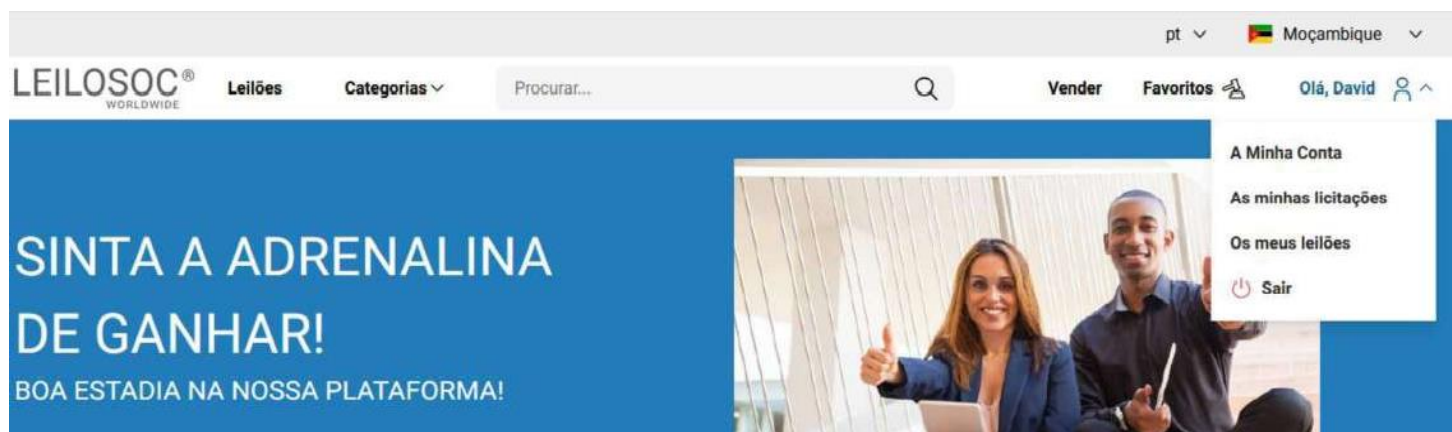 pt Moçambique
LEILOSOC®
WORLDWIDE
Leilões Categorias Procurar... Vender Favoritos Olá, David
A Minha Conta
As minhas licitações
Os meus leilões
Sair
SINTA A ADRENALINA
DE GANHAR!
BOA ESTADIA NA NOSSA PLATAFORMA!